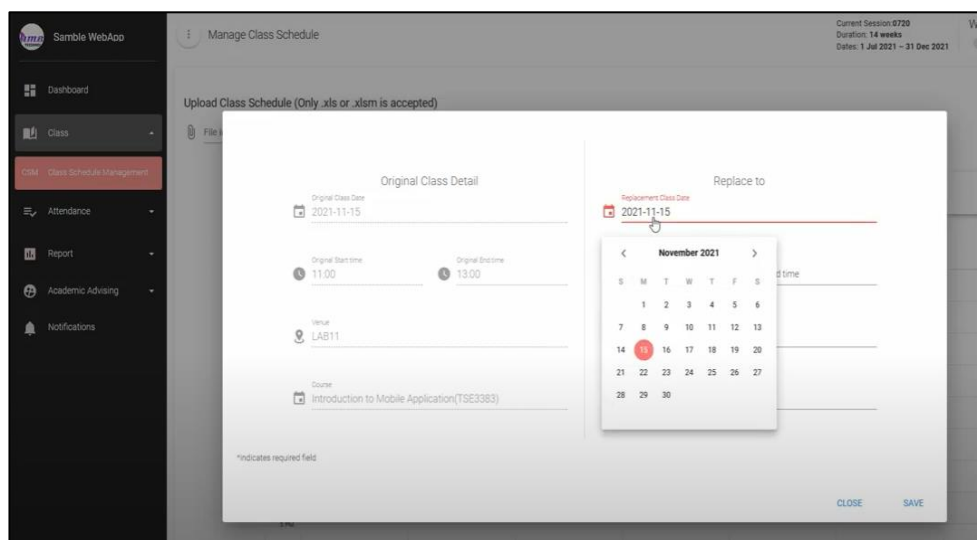 Samble WebApp
Manage Class Schedule
Current Session:0720
Duration: 14 weeks
Dates: 1 Jul 2021 – 31 Dec 2021
W
Dashboard
Class
CSM Class Schedule Management
Attendance
Report
Academic Advising
Notifications
Upload Class Schedule (Only .xls or .xlsm is accepted)
File i
Original Class Detail
Original Class Date
2021-11-15
Original Start time
11:00
Original End time
13:00
Venue
LAB11
Course
Introduction to Mobile Application(TSE3383)
*indicates required field
Replace to
Replacement Class Date
2021-11-15
d time
November 2021
S M T W T F S
1 2 3 4 5 6
7 8 9 10 11 12 13
14 15 16 17 18 19 20
21 22 23 24 25 26 27
28 29 30
CLOSE SAVE